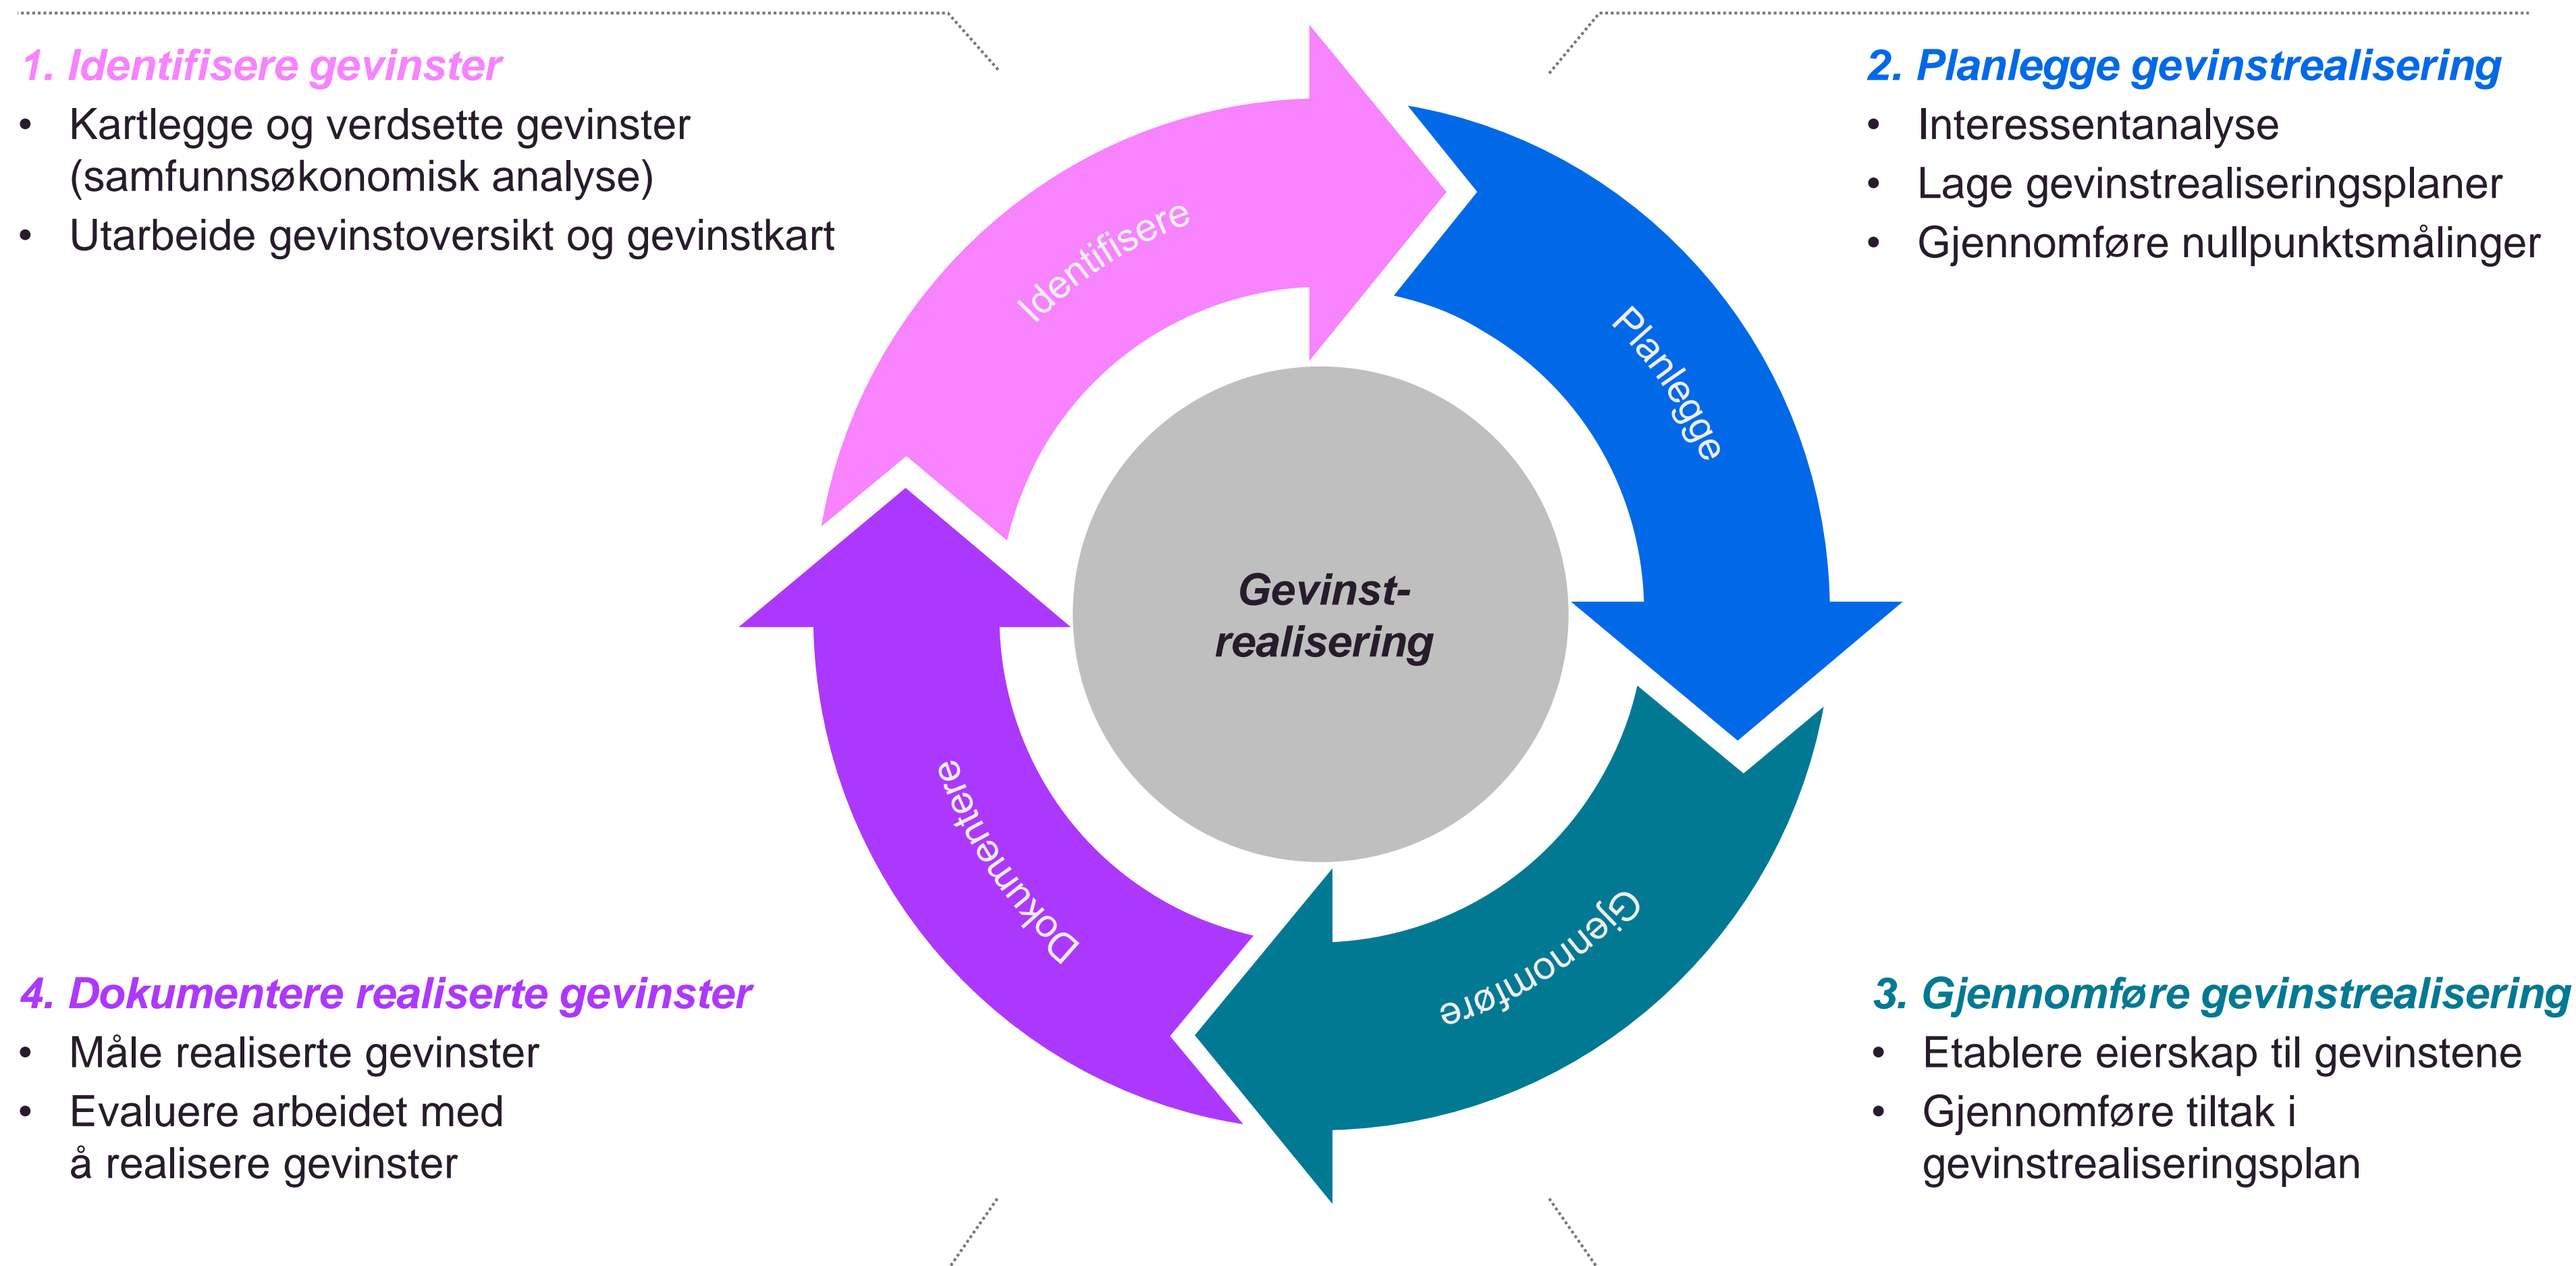 1. Identifisere gevinster
• Kartlegge og verdsette gevinster
(samfunnsøkonomisk analyse)
• Utarbeide gevinstoversikt og gevinstkart
2. Planlegge gevinstrealisering
• Interessentanalyse
• Lage gevinstrealiseringsplaner
• Gjennomføre nullpunktsmålinger
Identifisere
Planlegge
Gevinst-
realisering
Dokumentere
Gjennomføre
4. Dokumentere realiserte gevinster
• Måle realiserte gevinster
• Evaluere arbeidet med
å realisere gevinster
3. Gjennomføre gevinstrealisering
• Etablere eierskap til gevinstene
• Gjennomføre tiltak i
gevinstrealiseringsplan